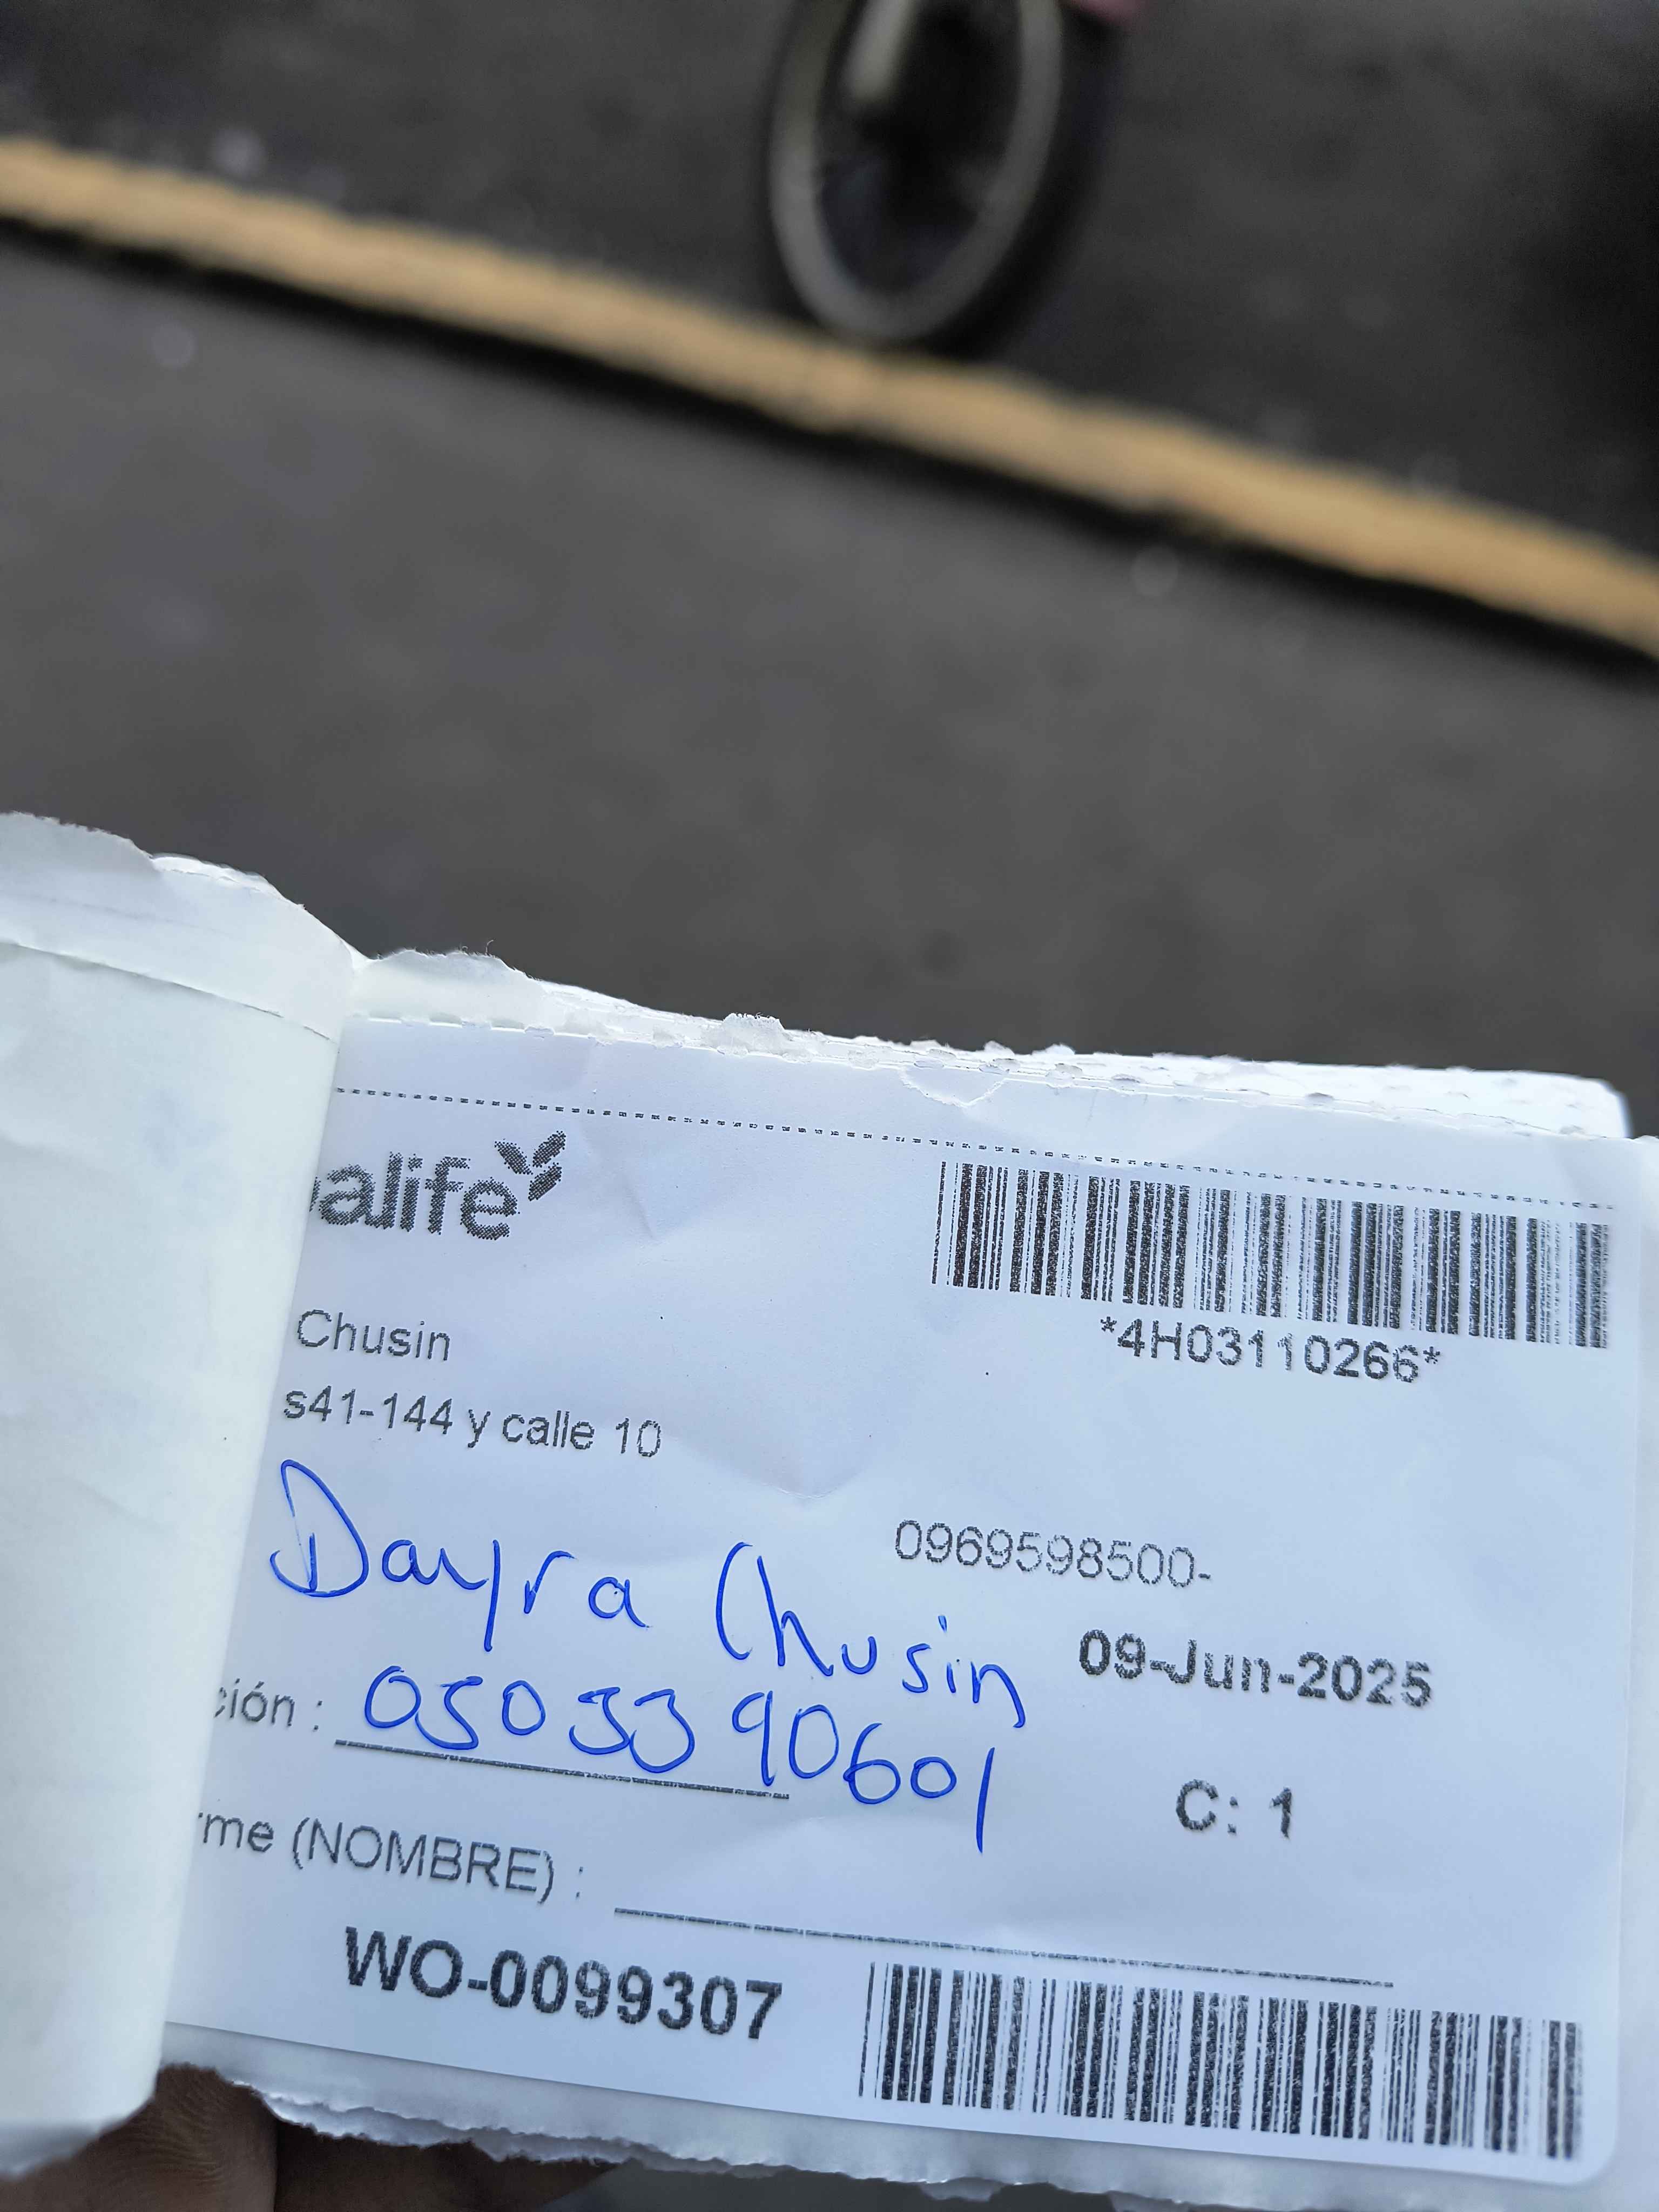 alife
*4H03110266*
Chusin
s41-144 y calle 10
0969598500-
Dayra Chusin
09-Jun-2025
ción : 0503390601
C: 1
rme (NOMBRE) :
WO-0099307